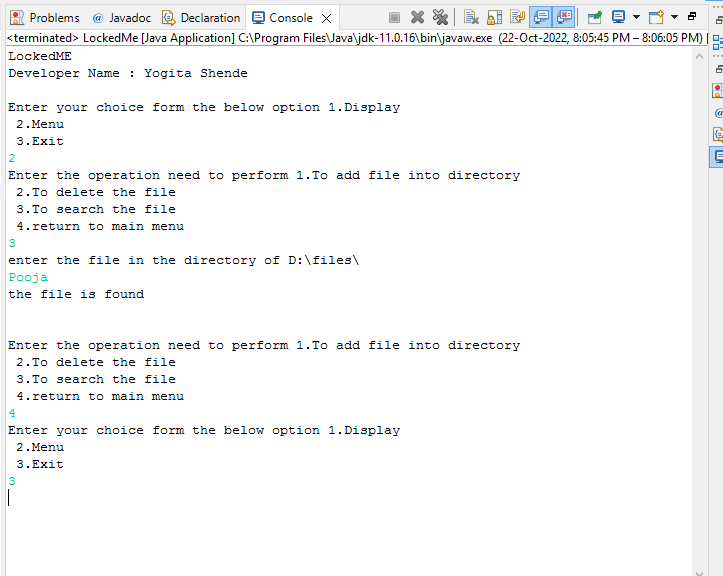 Problems @ Javadoc Declaration Console
<terminated> LockedMe [Java Application] C:\Program Files\Java\jdk-11.0.16\bin\javaw.exe (22-Oct-2022, 8:05:45 PM – 8:06:05 PM)
LockedME
Developer Name : Yogita Shende
Enter your choice form the below option 1.Display
2.Menu
3.Exit
2
Enter the operation need to perform 1.To add file into directory
2.To delete the file
3.To search the file
4.return to main menu
3
enter the file in the directory of D:\files\
Pooja
the file is found
Enter the operation need to perform 1.To add file into directory
2.To delete the file
3.To search the file
4.return to main menu
4
Enter your choice form the below option 1.Display
2.Menu
3.Exit
3